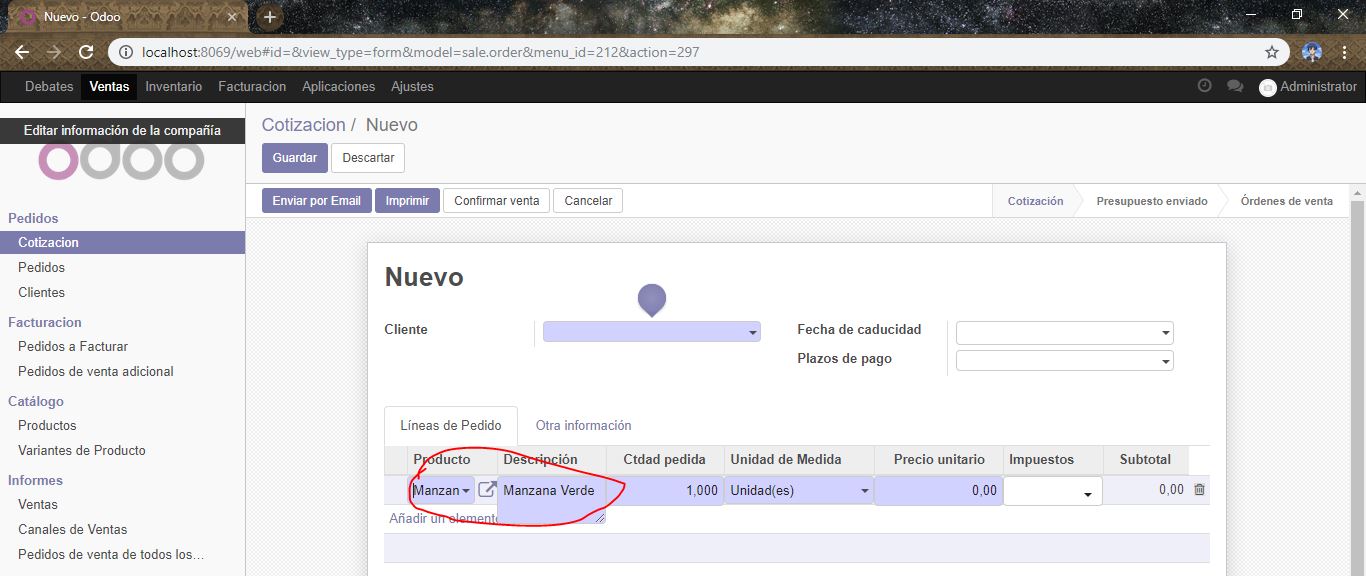 Nuevo - Odoo
localhost:8069/web#id=&view_type=form&model=sale.order&menu_id=212&action=297
Debates Ventas Inventario Facturacion Aplicaciones Ajustes Administrator
Editar información de la compañía
odoo
Cotizacion / Nuevo
Guardar Descartar
Enviar por Email Imprimir Confirmar venta Cancelar Cotización Presupuesto enviado Órdenes de venta
Pedidos
Cotizacion
Pedidos
Clientes
Facturacion
Pedidos a Facturar
Pedidos de venta adicional
Catálogo
Productos
Variantes de Producto
Informes
Ventas
Canales de Ventas
Pedidos de venta de todos los…
Nuevo
Cliente Fecha de caducidad
Plazos de pago
Líneas de Pedido Otra información
Producto Descripción Ctdad pedida Unidad de Medida Precio unitario Impuestos Subtotal
Manzan Manzana Verde 1,000 Unidad(es) 0,00 0,00
Añadir un elemento